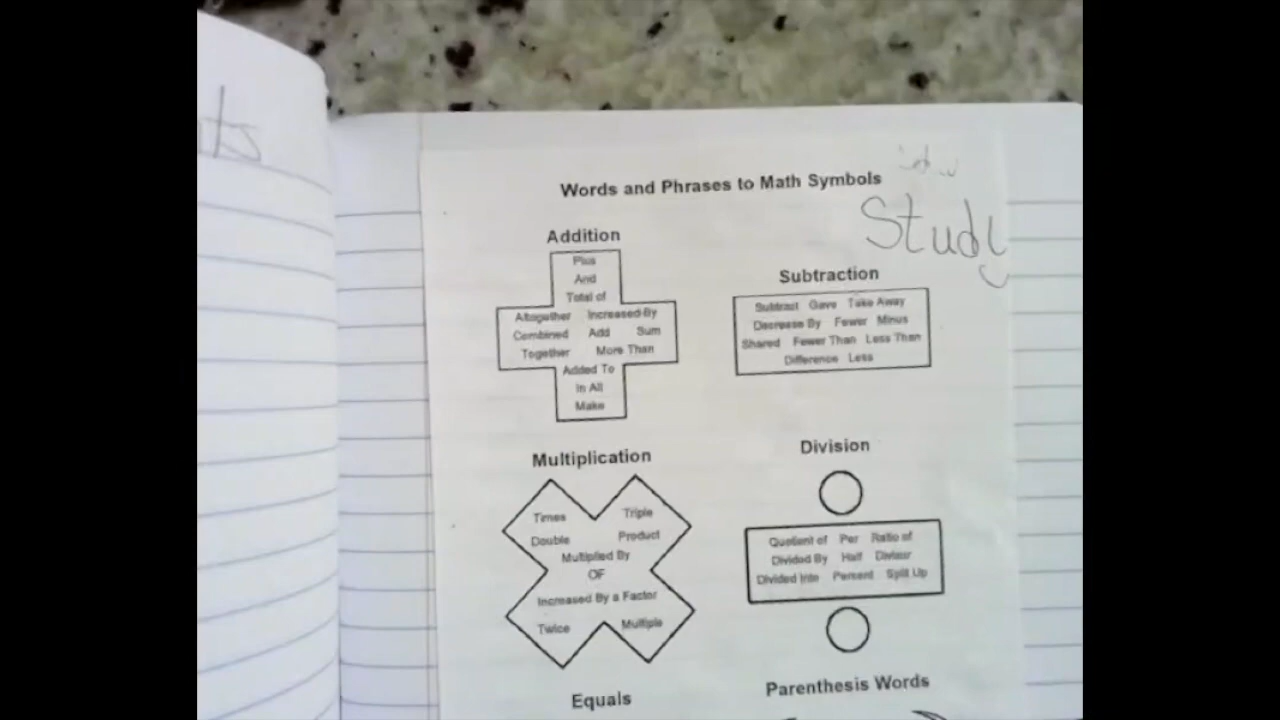 Words and Phrases to Math Symbols
Study
Addition
Plus
And
Total of
Altogether Increased By
Combined Add Sum
Together More Than
Added To
In All
Make
Subtraction
Subtract Gave Take Away
Decrease By Fewer Minus
Shared Fewer Than Less Than
Difference Less
Multiplication
Times Triple
Double Product
Multiplied By
OF
Increased By a Factor
Twice Multiple
Division
Quotient of Per Ratio of
Divided By Half Divisor
Divided Into Percent Split Up
Equals
Parenthesis Words